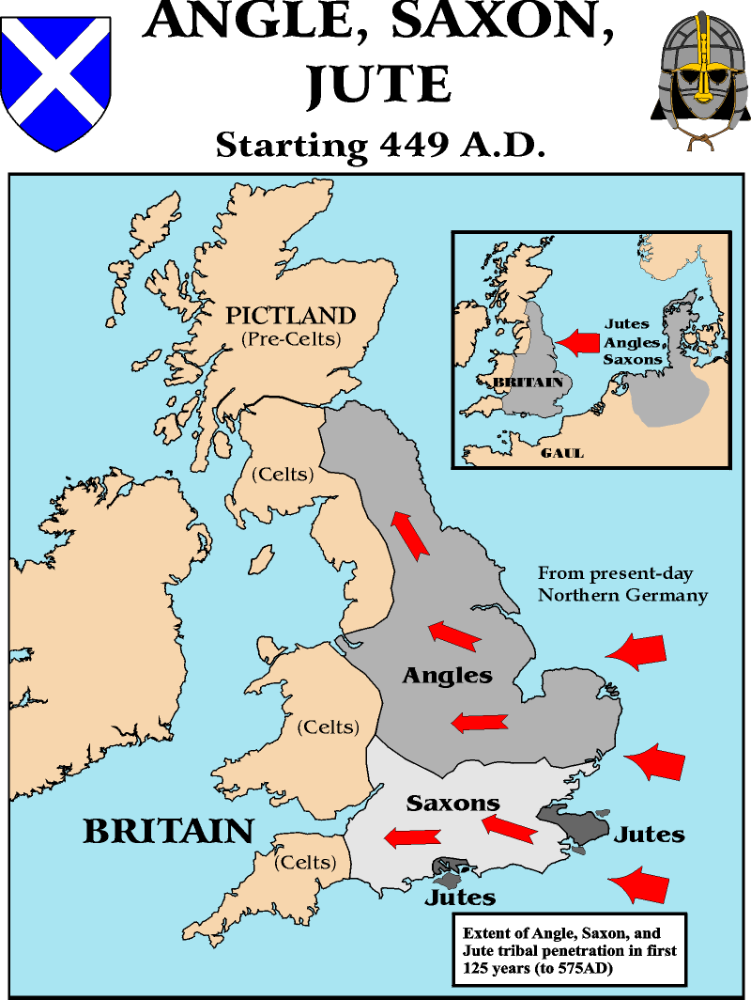 ANGLE, SAXON,
JUTE
Starting 449 A.D.
PICTLAND
(Pre-Celts)
Jutes
Angles,
Saxons
BRITAIN
GAUL
(Celts)
From present-day
Northern Germany
Angles
(Celts)
Saxons
BRITAIN
Jutes
(Celts)
Jutes
Extent of Angle, Saxon, and
Jute tribal penetration in first
125 years (to 575AD)